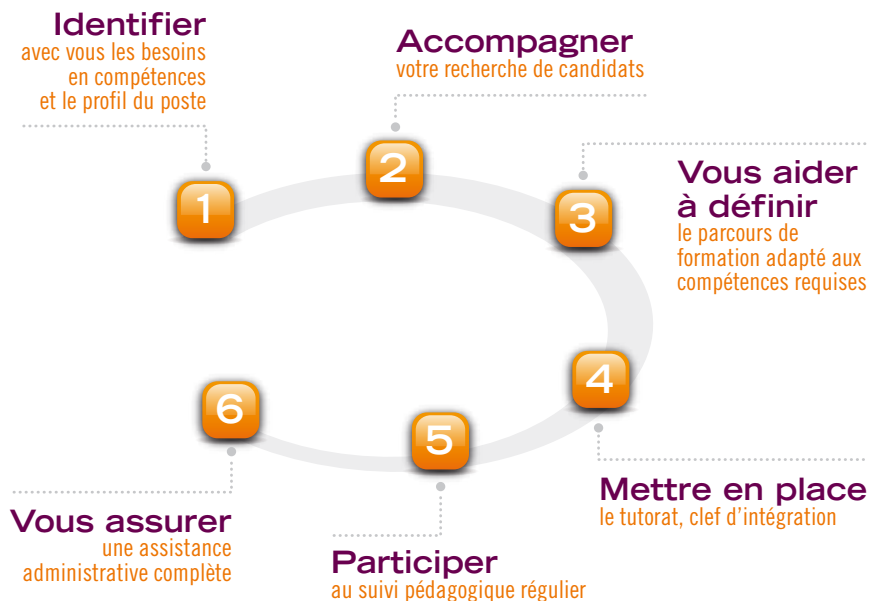 1
Identifier
avec vous les besoins
en compétences
et le profil du poste
2
Accompagner
votre recherche de candidats
3
Vous aider
à définir
le parcours de
formation adapté aux
compétences requises
4
Mettre en place
le tutorat, clef d'intégration
5
Participer
au suivi pédagogique régulier
6
Vous assurer
une assistance
administrative complète